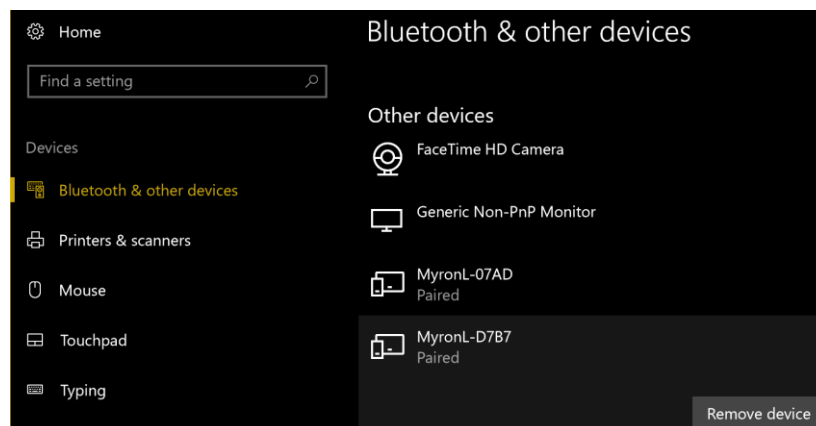 Home
Find a setting
Devices
Bluetooth & other devices
Printers & scanners
Mouse
Touchpad
Typing
Bluetooth & other devices
Other devices
FaceTime HD Camera
Generic Non-PnP Monitor
MyronL-07AD
Paired
MyronL-D7B7
Paired
Remove device